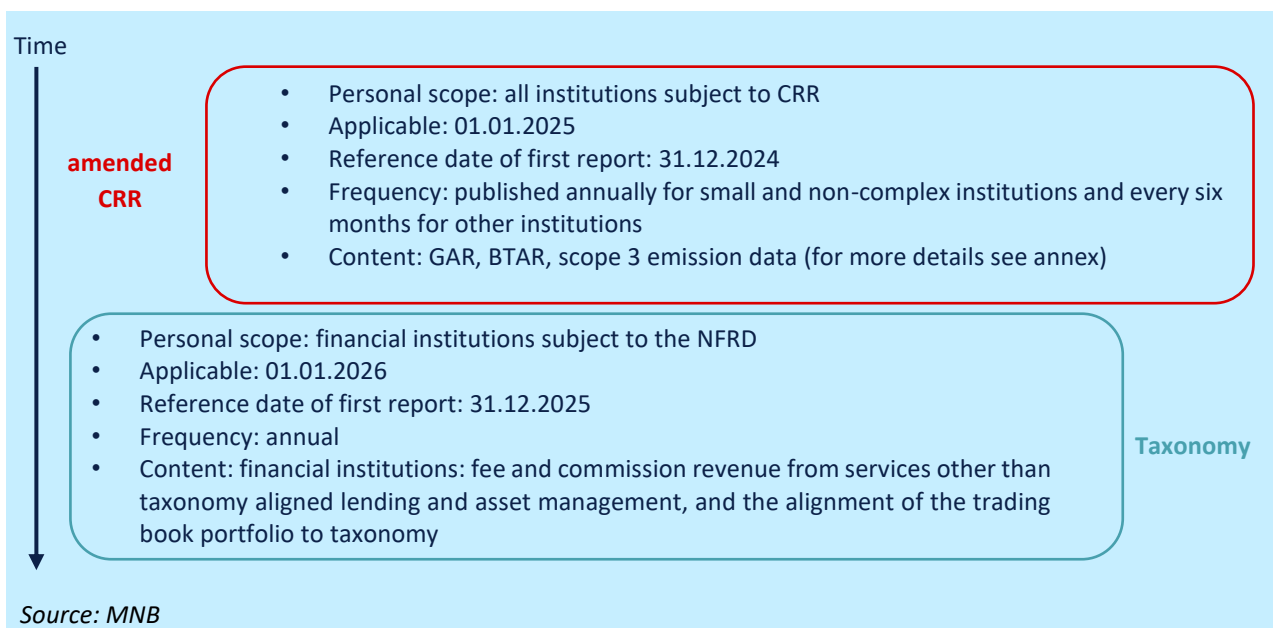 Time
• Personal scope: all institutions subject to CRR
• Applicable: 01.01.2025
amended
CRR
• Reference date of first report: 31.12.2024
• Frequency: published annually for small and non-complex institutions and every six
months for other institutions
• Content: GAR, BTAR, scope 3 emission data (for more details see annex)
• Personal scope: financial institutions subject to the NFRD
• Applicable: 01.01.2026
• Reference date of first report: 31.12.2025
• Frequency: annual
• Content: financial institutions: fee and commission revenue from services other than
taxonomy aligned lending and asset management, and the alignment of the trading
book portfolio to taxonomy
Taxonomy
Source: MNB